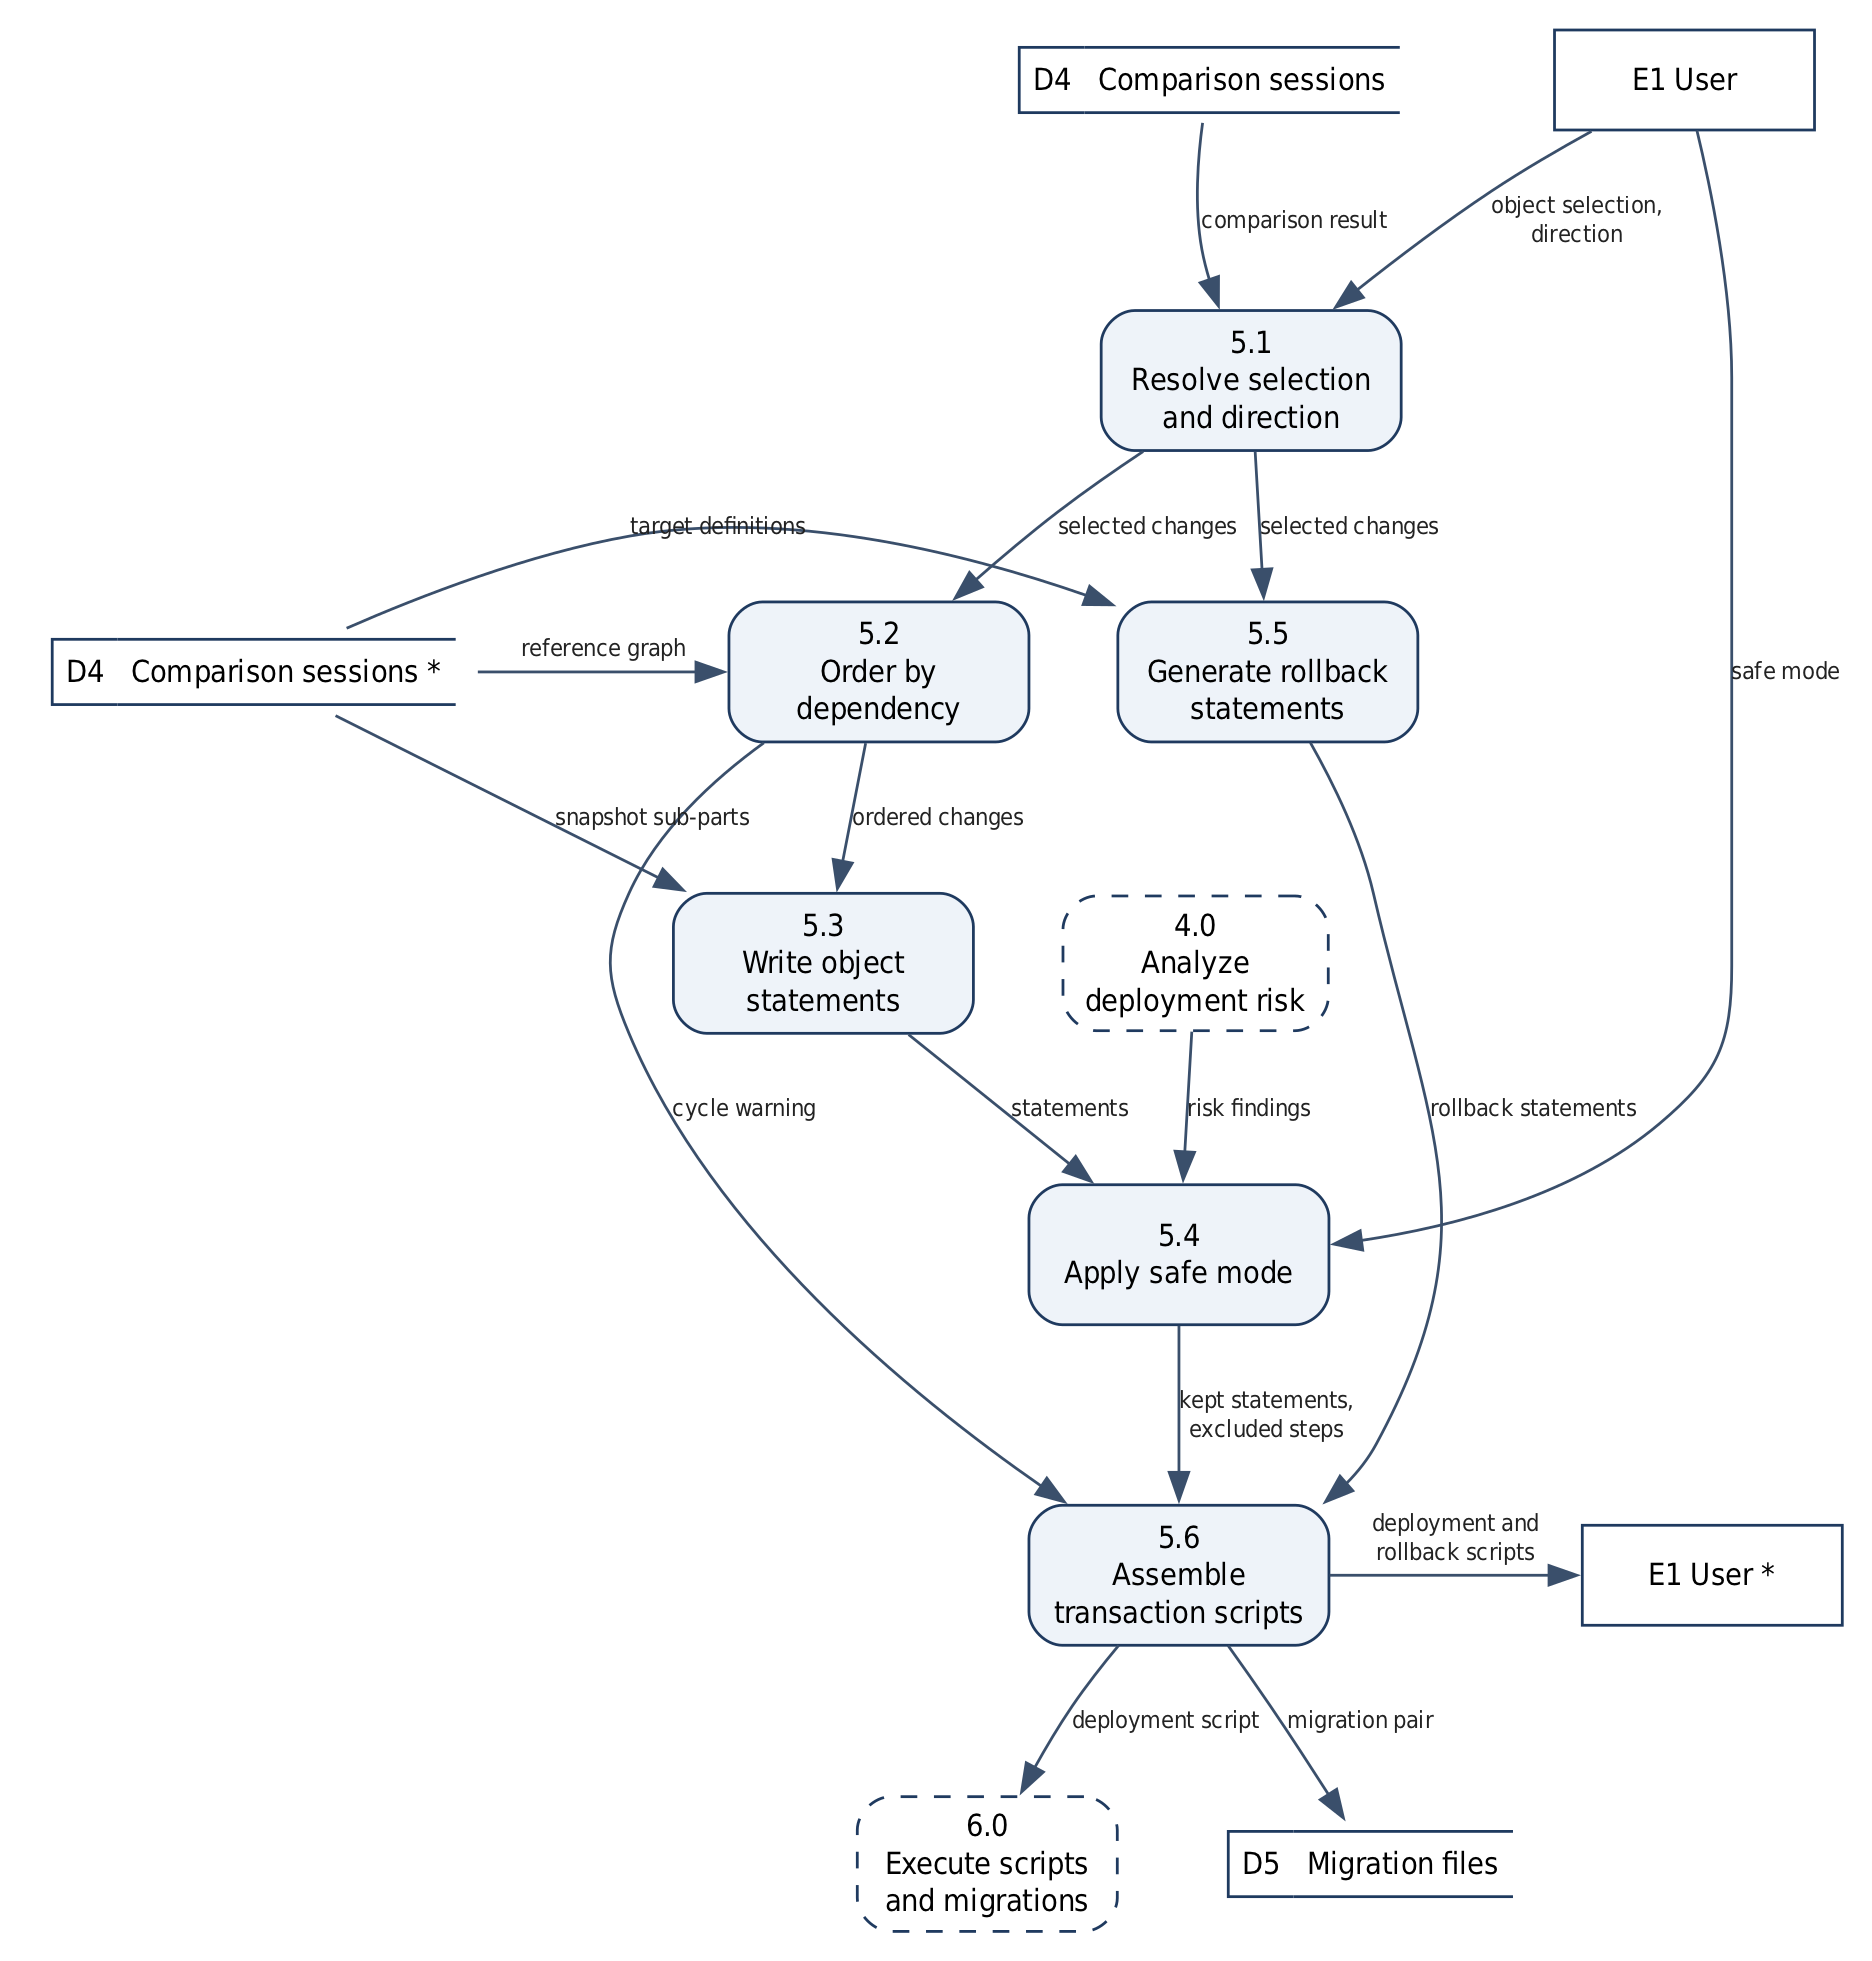 D4 Comparison sessions
E1 User
comparison result
object selection,
direction
5.1
Resolve selection
and direction
target definitions
selected changes
selected changes
D4 Comparison sessions *
reference graph
5.2
Order by
dependency
5.5
Generate rollback
statements
safe mode
snapshot sub-parts
ordered changes
5.3
Write object
statements
4.0
Analyze
deployment risk
cycle warning
statements
risk findings
rollback statements
5.4
Apply safe mode
kept statements,
excluded steps
5.6
Assemble
transaction scripts
deployment and
rollback scripts
E1 User *
deployment script
migration pair
6.0
Execute scripts
and migrations
D5 Migration files